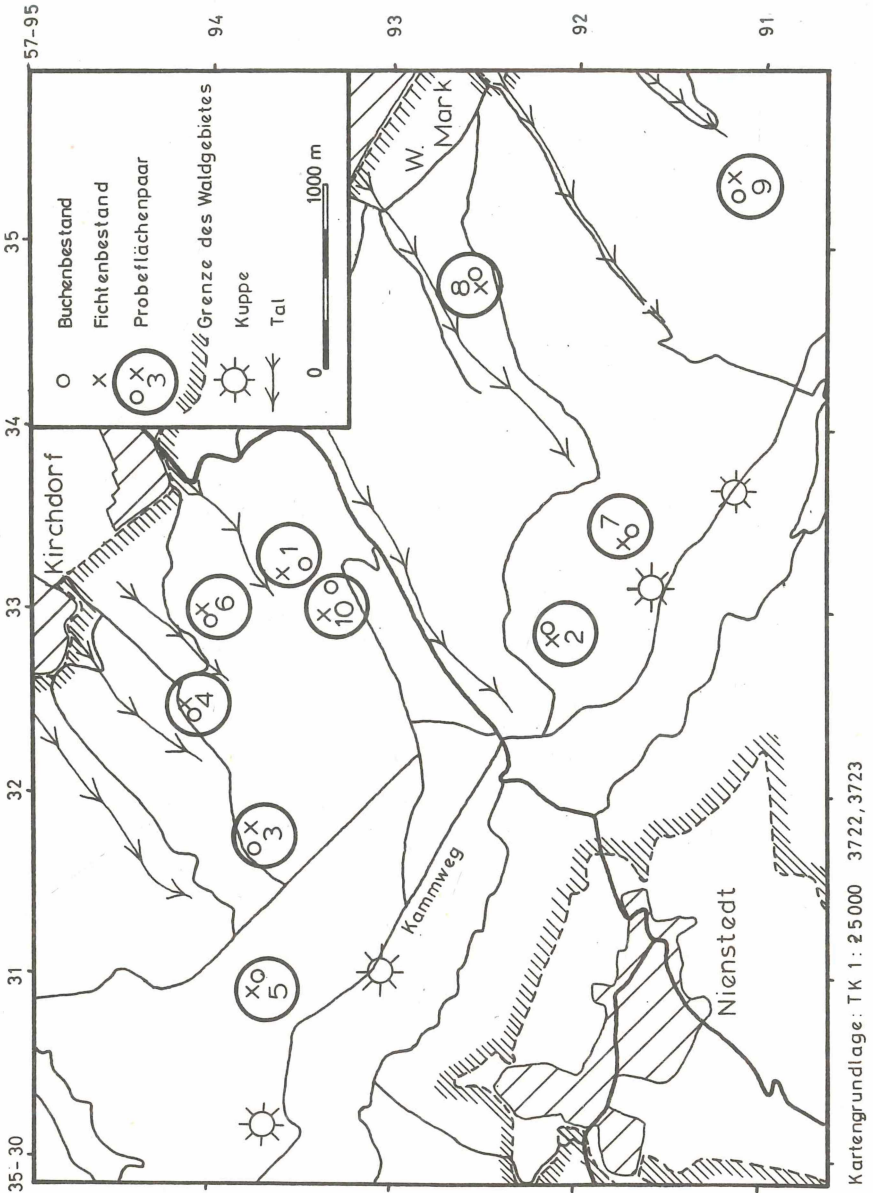 57-95
94
93
92
91
35-30
31
32
33
34
35
Kirchdorf
W. Mark
Nienstedt
Kammweg
1
2
3
4
5
6
7
8
9
10
Buchenbestand
Fichtenbestand
3
Probeflächenpaar
Grenze des Waldgebietes
Kuppe
Tal
0 1000 m
Kartengrundlage: TK 1: 25000 3722, 3723